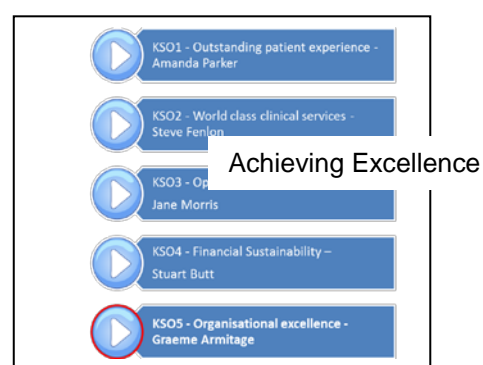 KSO1 - Outstanding patient experience -
Amanda Parker
KSO2 - World class clinical services -
Steve Fenlon
Achieving Excellence
KSO3 - Op
Jane Morris
KSO4 - Financial Sustainability –
Stuart Butt
KSO5 - Organisational excellence -
Graeme Armitage